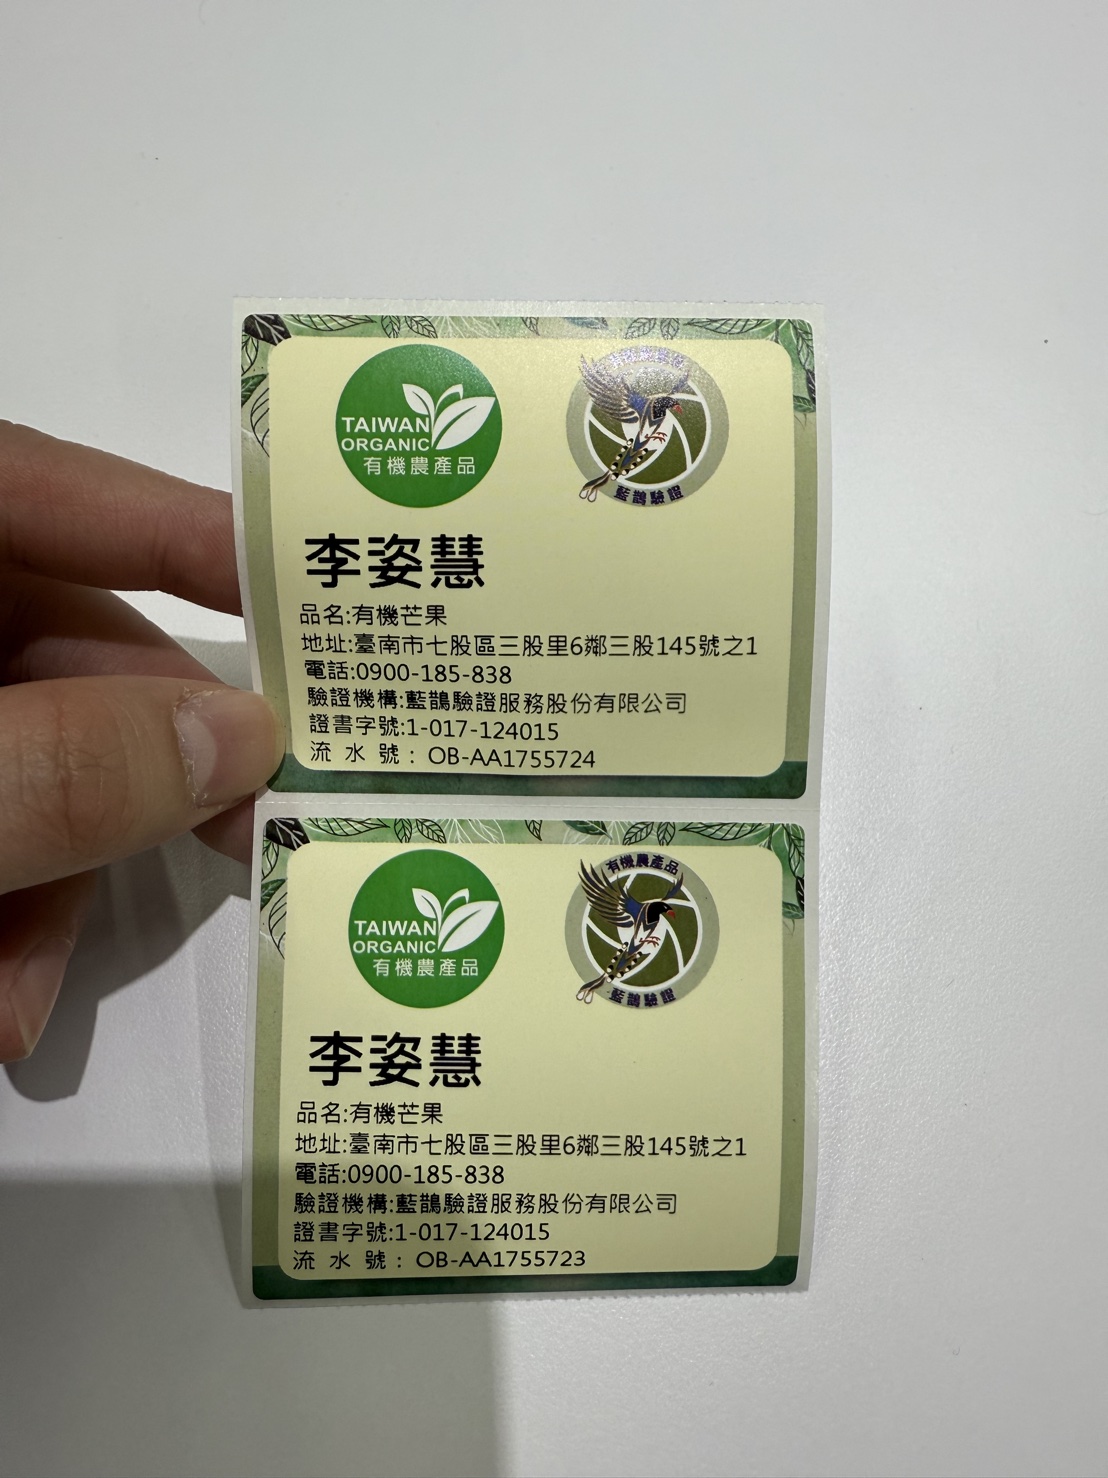 TAIWAN
ORGANIC
有機農產品
有機農產品
藍鵲驗證
李姿慧
品名:有機芒果
地址:臺南市七股區三股里6鄰三股145號之1
電話:0900-185-838
驗證機構:藍鵲驗證服務股份有限公司
證書字號:1-017-124015
流水號：OB-AA1755724
TAIWAN
ORGANIC
有機農產品
有機農產品
藍鵲驗證
李姿慧
品名:有機芒果
地址:臺南市七股區三股里6鄰三股145號之1
電話:0900-185-838
驗證機構:藍鵲驗證服務股份有限公司
證書字號:1-017-124015
流水號：OB-AA1755723